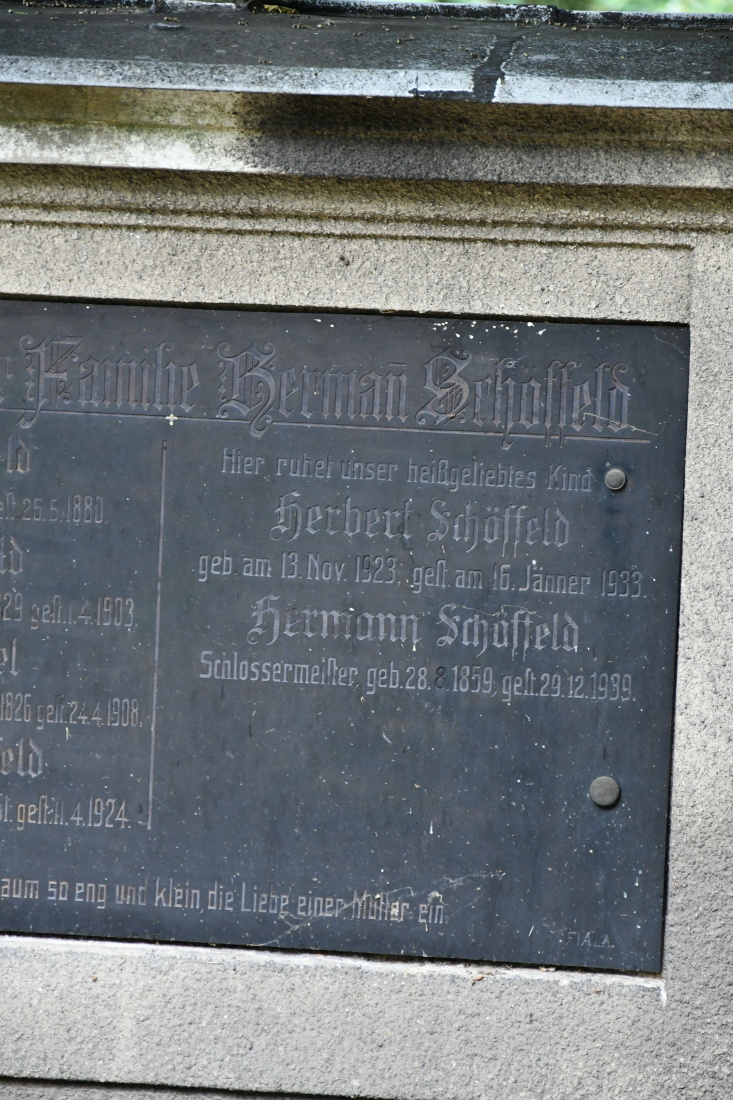 r Familie Herman̄ Schöffeld
ld
gest. 26.5.1880.
ld
1829 gest. 1.4.1903.
el
1826 gest. 24.4.1908.
eld
gest. 11.4.1924.
Hier ruhet unser heißgeliebtes Kind
Herbert Schöffeld
geb. am 13. Nov. 1923, gest. am 16. Jänner 1933.
Hermann Schöffeld
Schlossermeister, geb. 28. 8. 1859, gest. 29.12.1939.
aum so eng und klein, die Liebe einer Mutter ein.
FIALA